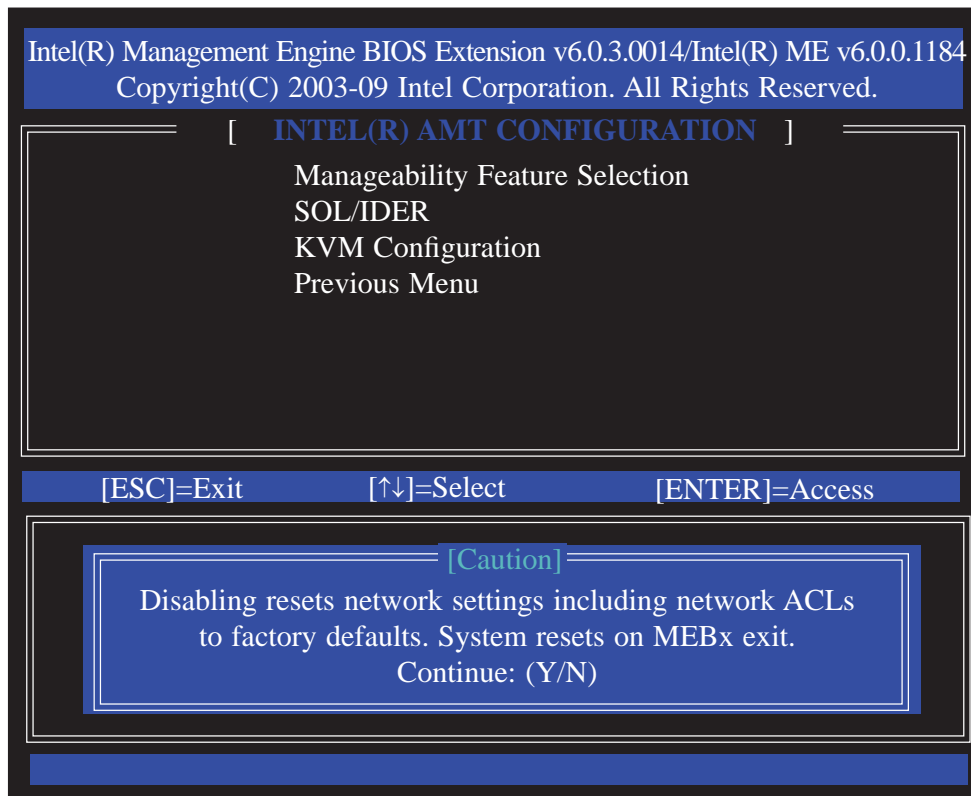 Intel(R) Management Engine BIOS Extension v6.0.3.0014/Intel(R) ME v6.0.0.1184
Copyright(C) 2003-09 Intel Corporation. All Rights Reserved.
[ INTEL(R) AMT CONFIGURATION ]
Manageability Feature Selection
SOL/IDER
KVM Configuration
Previous Menu
[ESC]=Exit [↑↓]=Select [ENTER]=Access
[Caution]
Disabling resets network settings including network ACLs
to factory defaults. System resets on MEBx exit.
Continue: (Y/N)